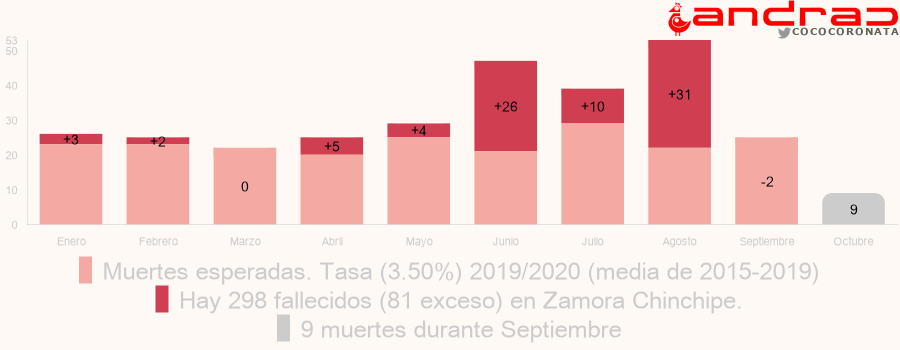 andrac
COCOCORONATA
53
50
40
30
20
10
0
+3
+2
0
+5
+4
+26
+10
+31
-2
9
Enero Febrero Marzo Abril Mayo Junio Julio Agosto Septiembre Octubre
Muertes esperadas. Tasa (3.50%) 2019/2020 (media de 2015-2019)
Hay 298 fallecidos (81 exceso) en Zamora Chinchipe.
9 muertes durante Septiembre